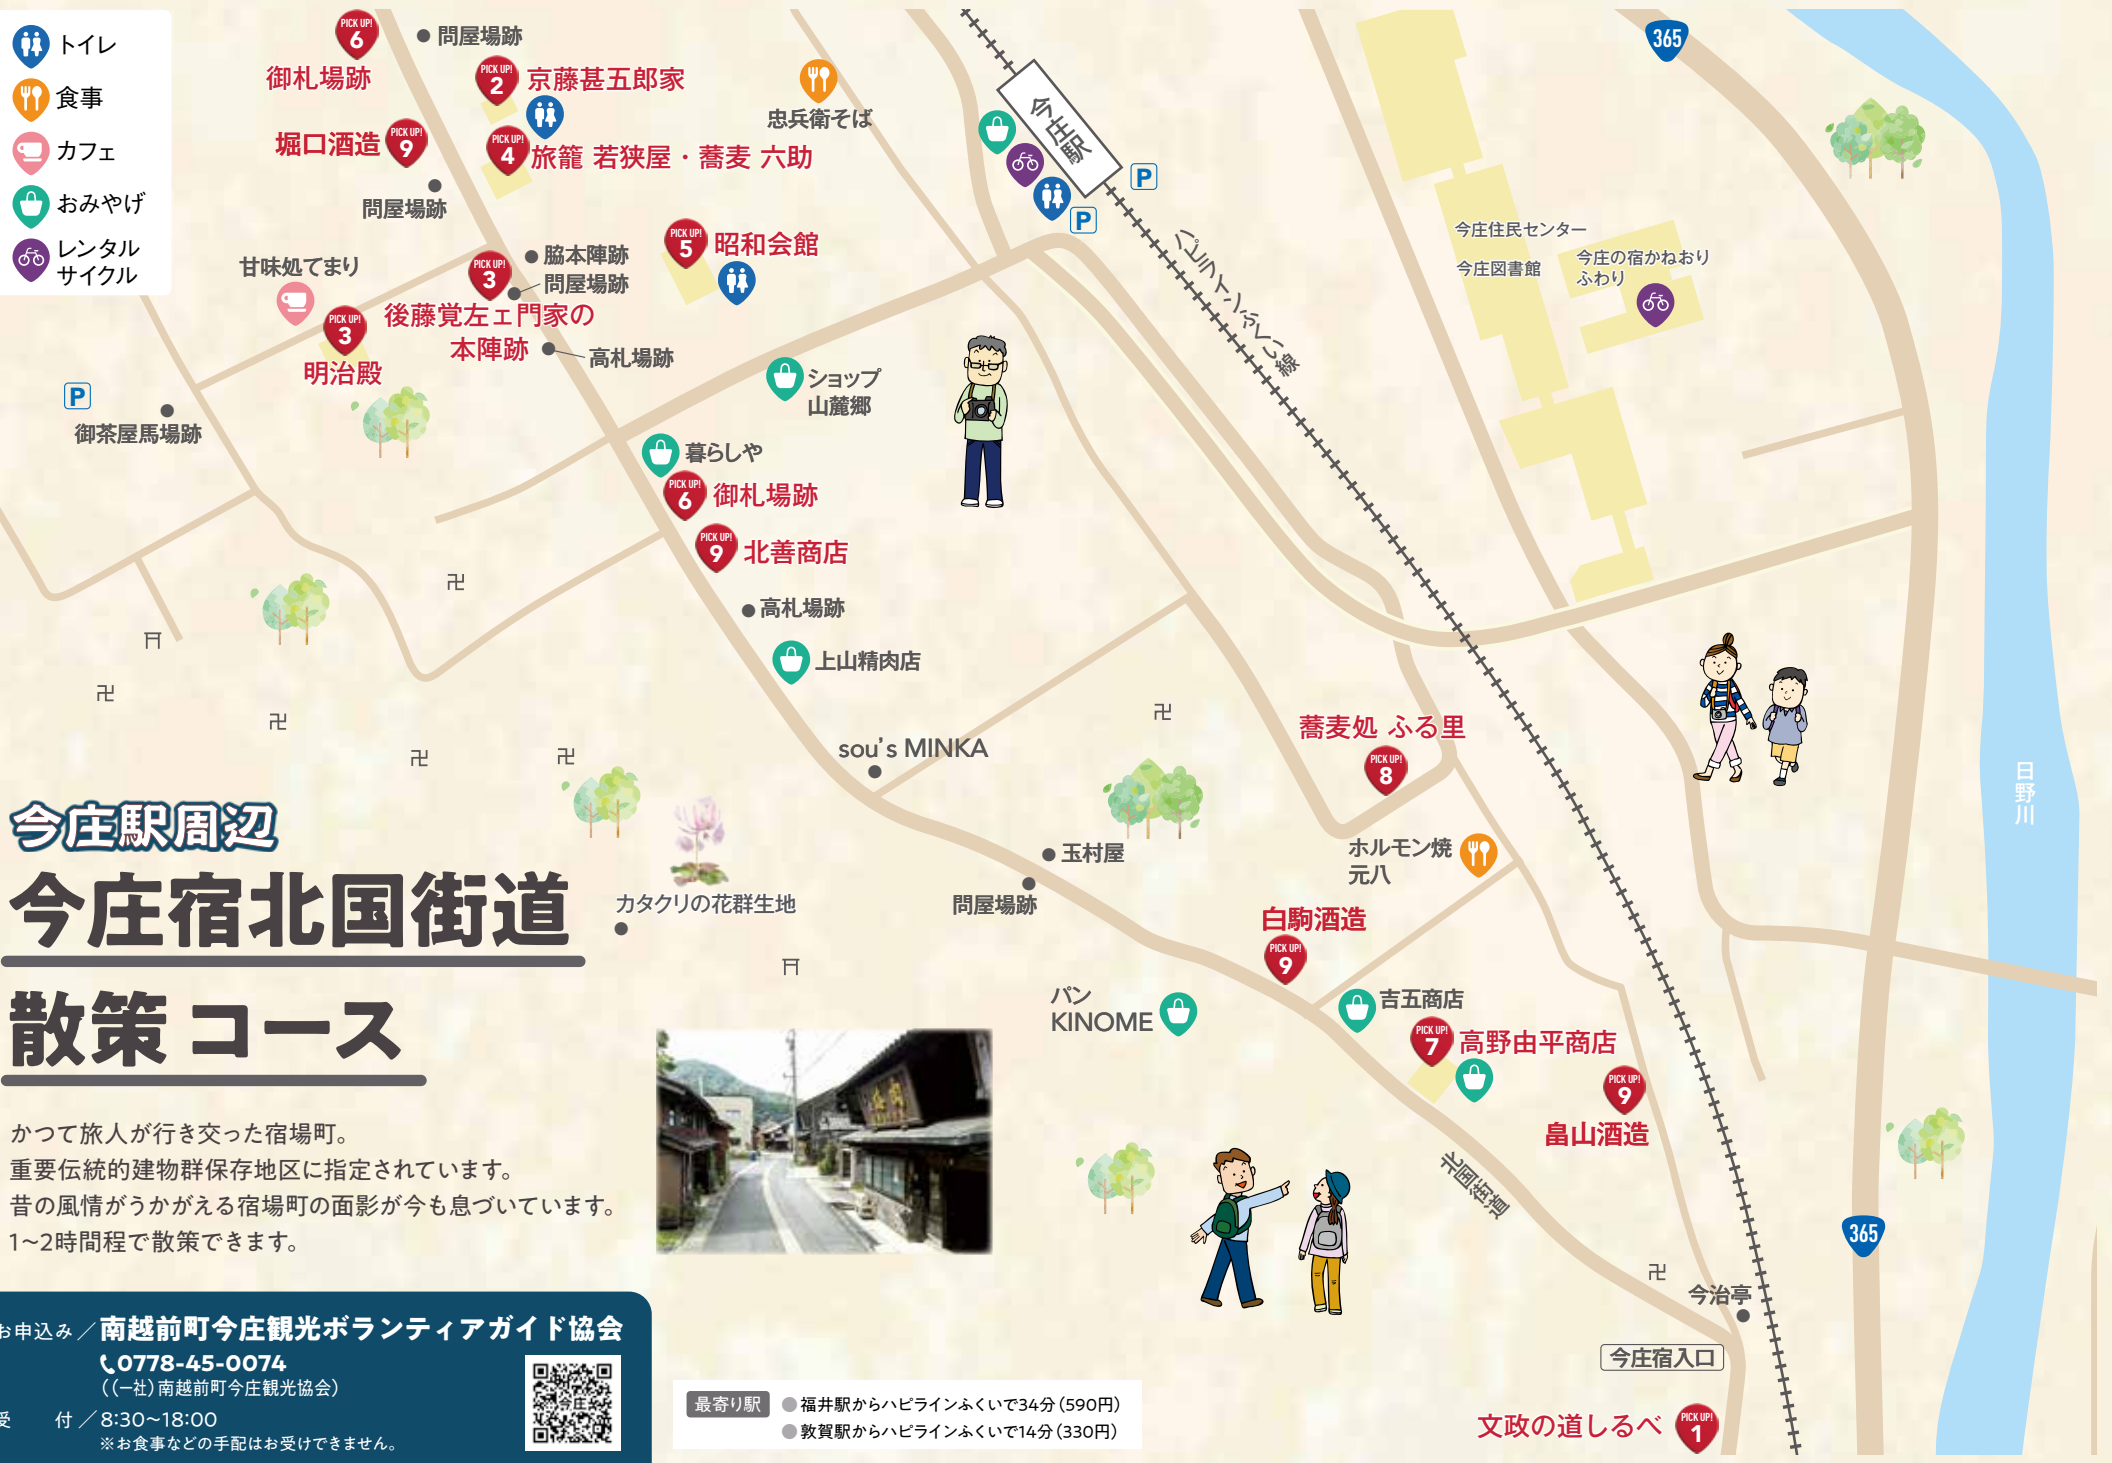 トイレ
食事
カフェ
おみやげ
レンタル
サイクル
PICK UP!
6
御札場跡
問屋場跡
PICK UP!
2
京藤甚五郎家
堀口酒造
PICK UP!
9
PICK UP!
4
旅籠 若狭屋・蕎麦 六助
問屋場跡
忠兵衛そば
今庄駅
P
P
ハピラインふくい線
365
今庄住民センター
今庄図書館
今庄の宿かねおり
ふわり
甘味処てまり
PICK UP!
3
明治殿
PICK UP!
3
脇本陣跡
問屋場跡
後藤覚左ェ門家の
本陣跡
高札場跡
PICK UP!
5
昭和会館
P
御茶屋馬場跡
ショップ
山麓郷
暮らしや
PICK UP!
6
御札場跡
PICK UP!
9
北善商店
高札場跡
上山精肉店
sou's MINKA
蕎麦処 ふる里
PICK UP!
8
日野川
玉村屋
問屋場跡
ホルモン焼
元八
白駒酒造
PICK UP!
9
パン
KINOME
吉五商店
PICK UP!
7
高野由平商店
PICK UP!
9
畠山酒造
北国街道
365
今治亭
今庄宿入口
文政の道しるべ
PICK UP!
1
カタクリの花群生地
今庄駅周辺
今庄宿北国街道
散策 コース
かつて旅人が行き交った宿場町。
重要伝統的建物群保存地区に指定されています。
昔の風情がうかがえる宿場町の面影が今も息づいています。
1~2時間程で散策できます。
お申込み／南越前町今庄観光ボランティアガイド協会
0778-45-0074
((一社)南越前町今庄観光協会)
受 付／8:30~18:00
※お食事などの手配はお受けできません。
今庄
最寄り駅
●福井駅からハピラインふくいで34分(590円)
●敦賀駅からハピラインふくいで14分(330円)